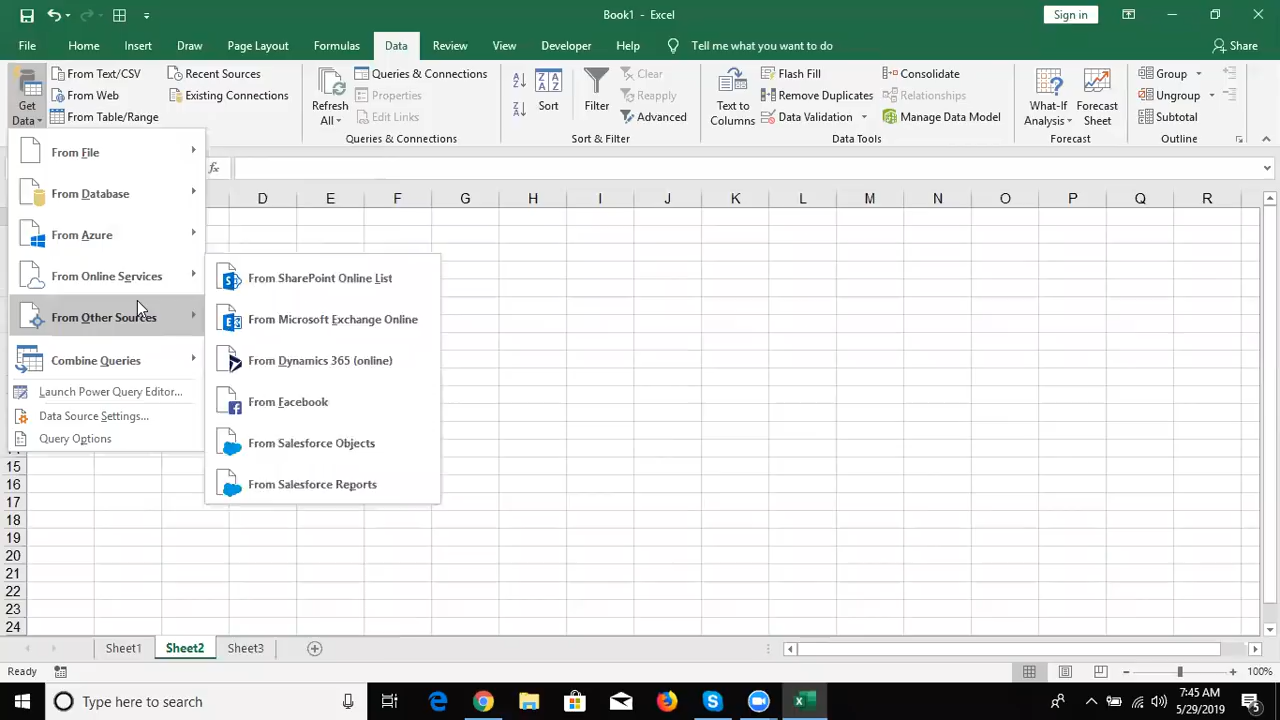 Book1 - Excel
Sign in
File
Home
Insert
Draw
Page Layout
Formulas
Data
Review
View
Developer
Help
Tell me what you want to do
Share
Get Data
From Text/CSV
From Web
From Table/Range
Recent Sources
Existing Connections
Refresh All
Queries & Connections
Properties
Edit Links
Queries & Connections
Sort
Filter
Clear
Reapply
Advanced
Sort & Filter
Text to Columns
Flash Fill
Remove Duplicates
Data Validation
Consolidate
Relationships
Manage Data Model
Data Tools
What-If Analysis
Forecast Sheet
Forecast
Group
Ungroup
Subtotal
Outline
fx
From File
From Database
From Azure
From Online Services
From Other Sources
Combine Queries
Launch Power Query Editor...
Data Source Settings...
Query Options
From SharePoint Online List
From Microsoft Exchange Online
From Dynamics 365 (online)
From Facebook
From Salesforce Objects
From Salesforce Reports
D E F G H I J K L M N O P Q R
15
16
17
18
19
20
21
22
23
24
Sheet1
Sheet2
Sheet3
Ready
100%
Type here to search
7:45 AM
5/29/2019
5